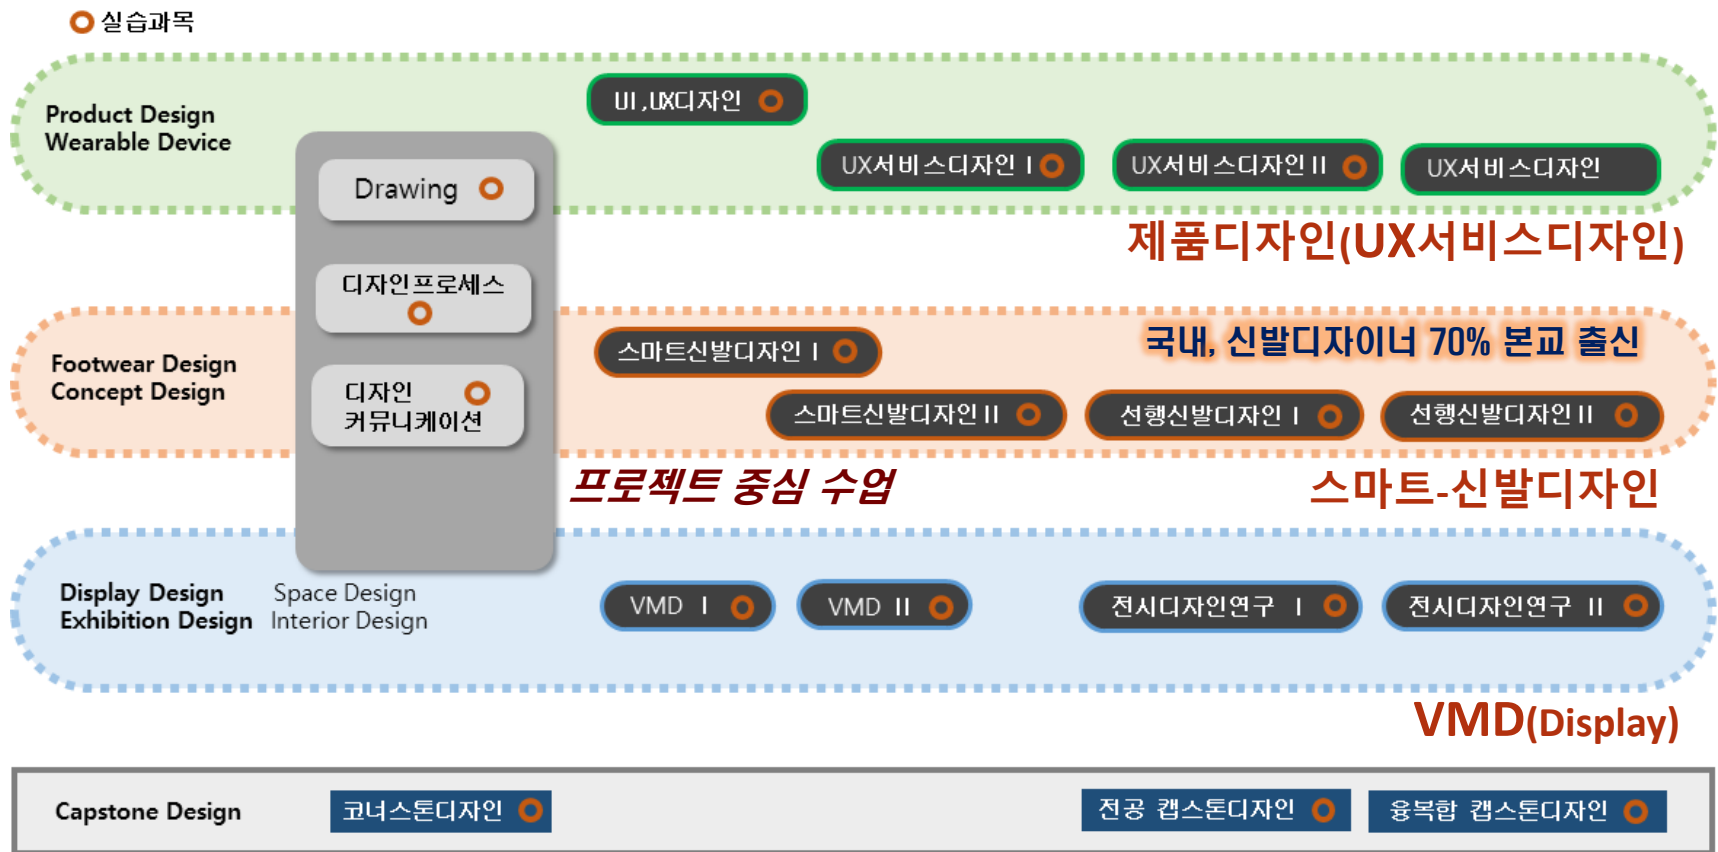 실습과목
Product Design
Wearable Device
Drawing
디자인프로세스
디자인
커뮤니케이션
UI,UX디자인
UX서비스디자인 I
UX서비스디자인 II
UX서비스디자인
제품디자인(UX서비스디자인)
Footwear Design
Concept Design
국내, 신발디자이너 70% 본교 출신
스마트신발디자인 I
스마트신발디자인 II
선행신발디자인 I
선행신발디자인 II
프로젝트 중심 수업
스마트-신발디자인
Display Design
Exhibition Design
Space Design
Interior Design
VMD I
VMD II
전시디자인연구 I
전시디자인연구 II
VMD(Display)
Capstone Design
코너스톤디자인
전공 캡스톤디자인
융복합 캡스톤디자인